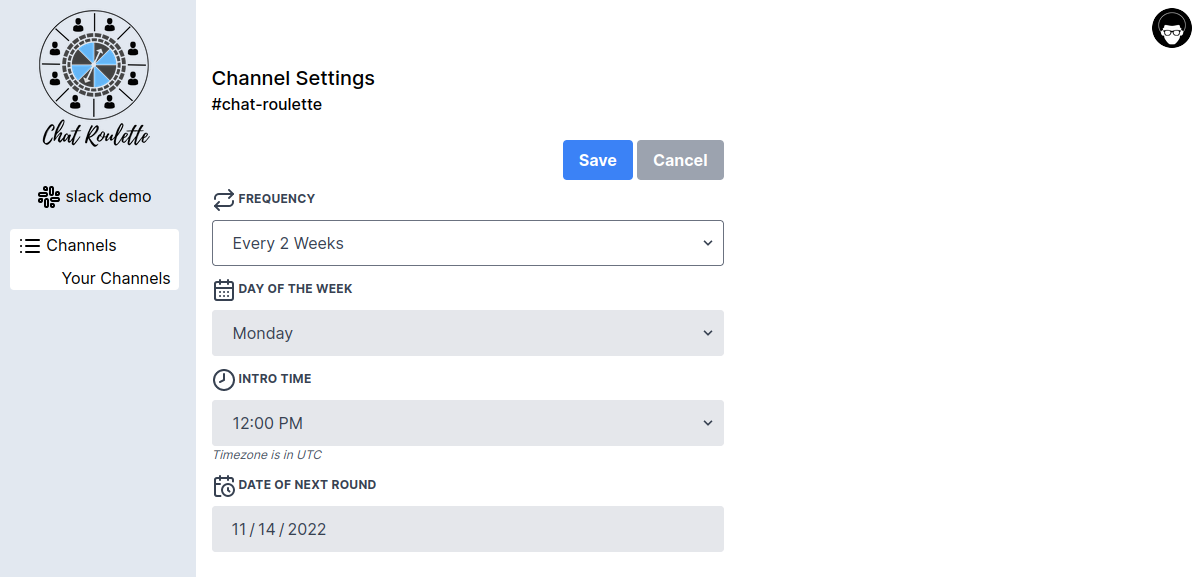 Chat Roulette
slack demo
Channels
Your Channels
Channel Settings
#chat-roulette
Save Cancel
FREQUENCY
Every 2 Weeks
DAY OF THE WEEK
Monday
INTRO TIME
12:00 PM
Timezone is in UTC
DATE OF NEXT ROUND
11/14/2022